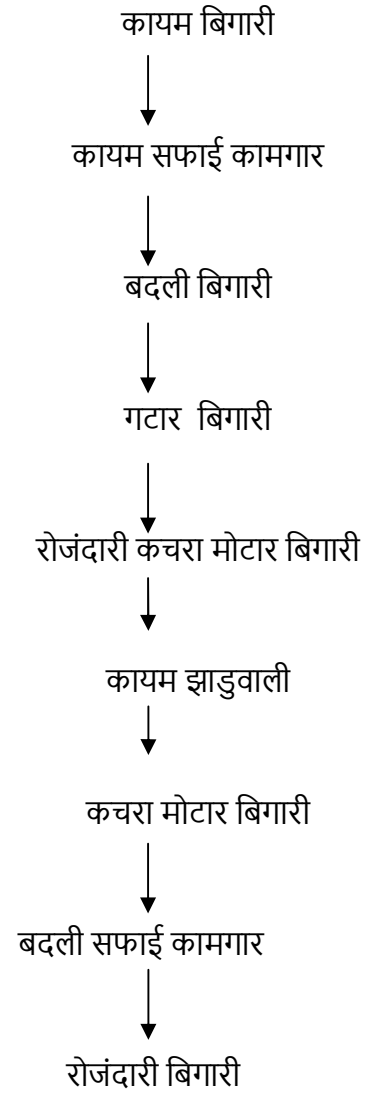 कायम बिगारी
कायम सफाई कामगार
बदली बिगारी
गटार बिगारी
रोजंदारी कचरा मोटार बिगारी
कायम झाडुवाली
कचरा मोटार बिगारी
बदली सफाई कामगार
रोजंदारी बिगारी